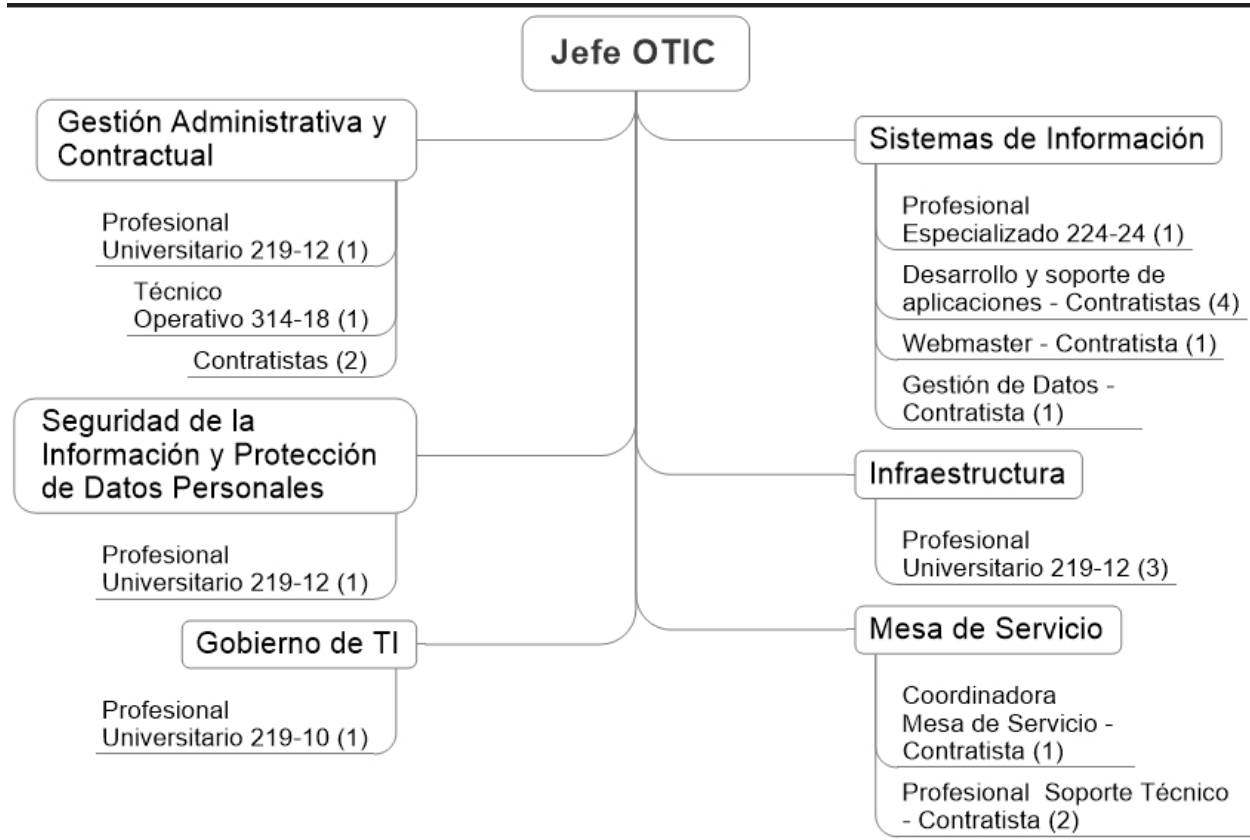 Jefe OTIC
Gestión Administrativa y
Contractual
Profesional
Universitario 219-12 (1)
Técnico
Operativo 314-18 (1)
Contratistas (2)
Seguridad de la
Información y Protección
de Datos Personales
Profesional
Universitario 219-12 (1)
Gobierno de TI
Profesional
Universitario 219-10 (1)
Sistemas de Información
Profesional
Especializado 224-24 (1)
Desarrollo y soporte de
aplicaciones - Contratistas (4)
Webmaster - Contratista (1)
Gestión de Datos -
Contratista (1)
Infraestructura
Profesional
Universitario 219-12 (3)
Mesa de Servicio
Coordinadora
Mesa de Servicio -
Contratista (1)
Profesional Soporte Técnico
- Contratista (2)